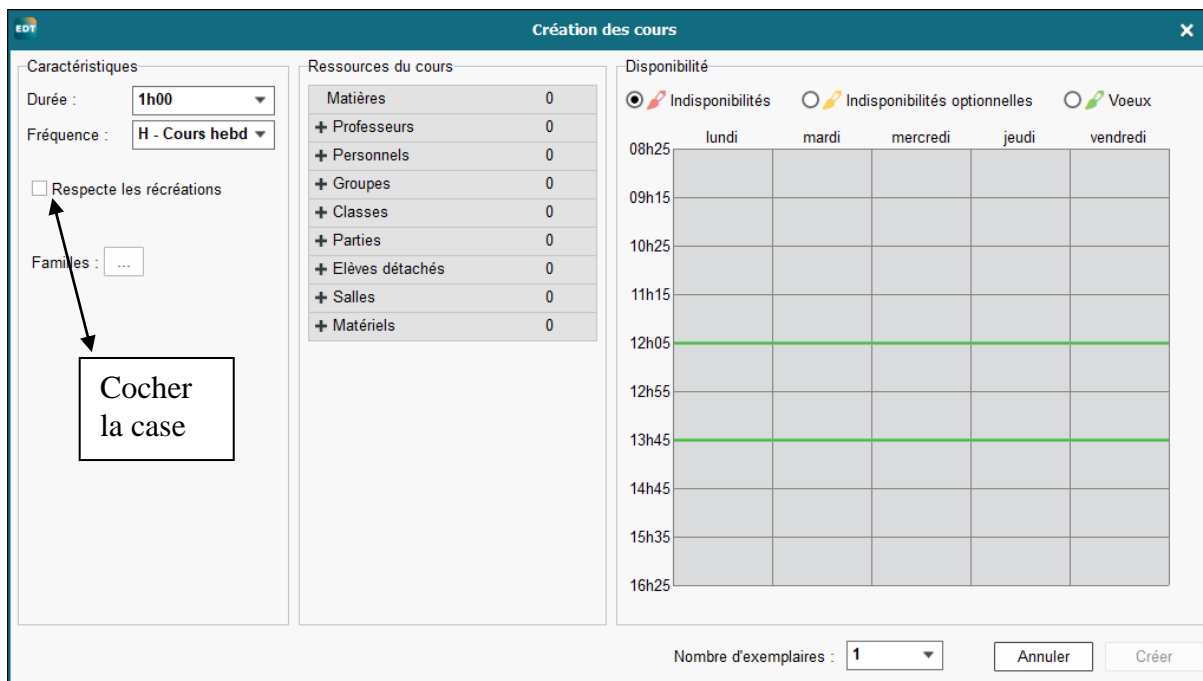 EDT
Création des cours
Caractéristiques
Durée :
1h00
Fréquence :
H - Cours hebd
Respecte les récréations
Familles :
...
Cocher
la case
Ressources du cours
Matières 0
Professeurs 0
Personnels 0
Groupes 0
Classes 0
Parties 0
Elèves détachés 0
Salles 0
Matériels 0
Disponibilité
Indisponibilités
Indisponibilités optionnelles
Voeux
lundi mardi mercredi jeudi vendredi
08h25
09h15
10h25
11h15
12h05
12h55
13h45
14h45
15h35
16h25
Nombre d'exemplaires : 1
Annuler
Créer